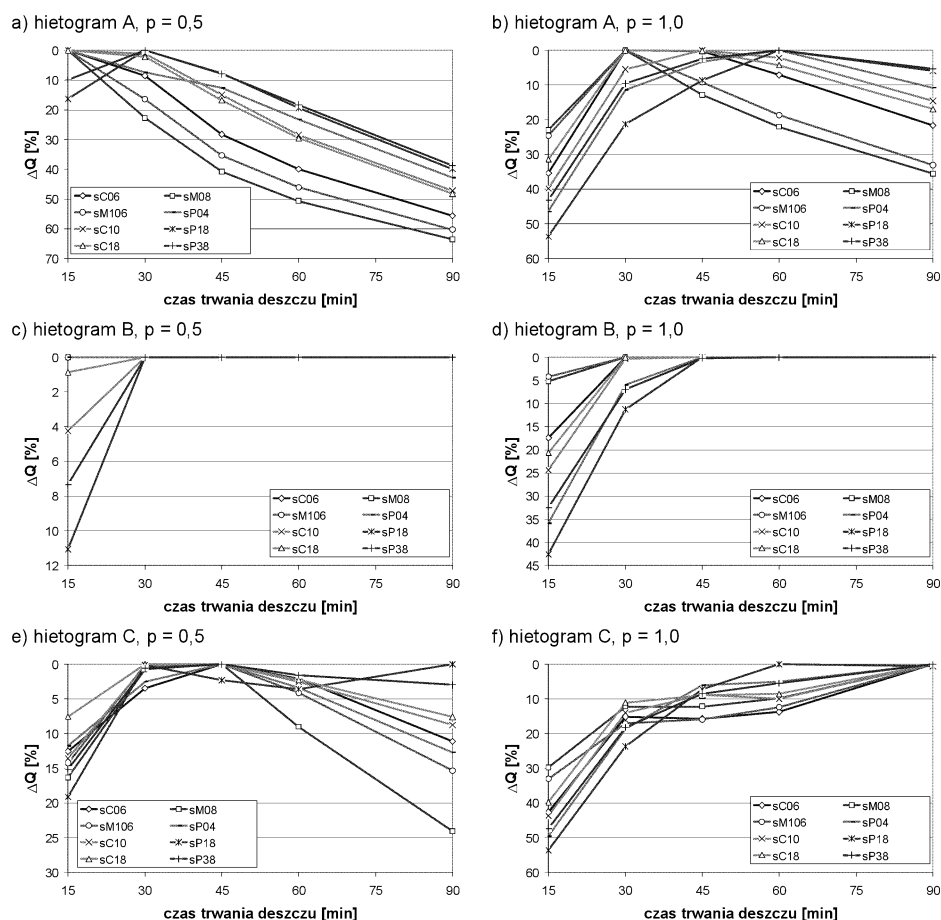 a) hietogram A, p = 0,5
0
10
20
30
40
50
60
70
ΔQ [%]
sC06
sM08
sM106
sP04
sC10
sP18
sC18
sP38
15
30
45
60
75
90
czas trwania deszczu [min]
b) hietogram A, p = 1,0
0
10
20
30
40
50
60
ΔQ [%]
sC06
sM08
sM106
sP04
sC10
sP18
sC18
sP38
15
30
45
60
75
90
czas trwania deszczu [min]
c) hietogram B, p = 0,5
0
2
4
6
8
10
12
ΔQ [%]
sC06
sM08
sM106
sP04
sC10
sP18
sC18
sP38
15
30
45
60
75
90
czas trwania deszczu [min]
d) hietogram B, p = 1,0
0
5
10
15
20
25
30
35
40
45
ΔQ [%]
sC06
sM08
sM106
sP04
sC10
sP18
sC18
sP38
15
30
45
60
75
90
czas trwania deszczu [min]
e) hietogram C, p = 0,5
0
5
10
15
20
25
30
ΔQ [%]
sC06
sM08
sM106
sP04
sC10
sP18
sC18
sP38
15
30
45
60
75
90
czas trwania deszczu [min]
f) hietogram C, p = 1,0
0
10
20
30
40
50
60
ΔQ [%]
sC06
sM08
sM106
sP04
sC10
sP18
sC18
sP38
15
30
45
60
75
90
czas trwania deszczu [min]